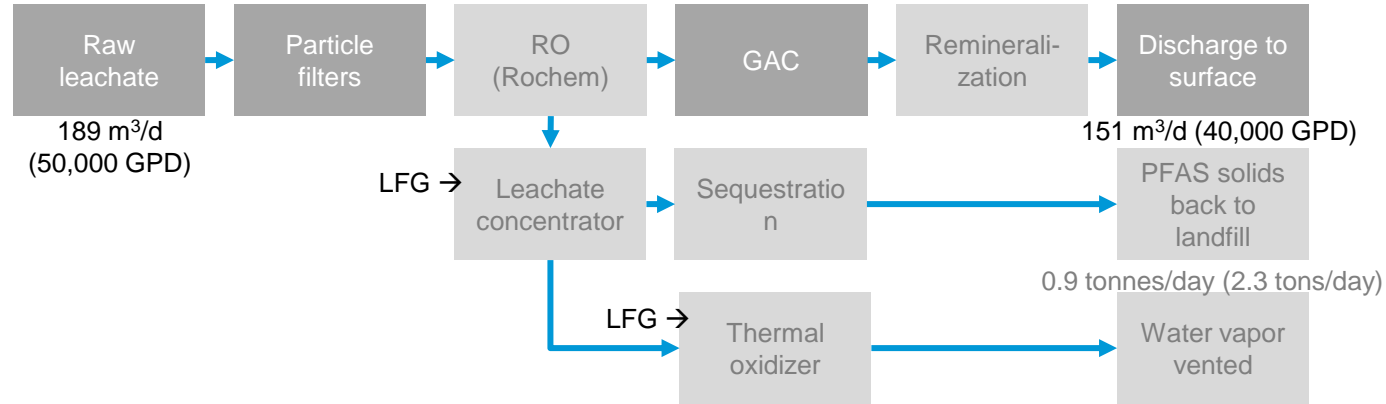 Raw
leachate
Particle
filters
RO
(Rochem)
GAC
Reminerali-
zation
Discharge to
surface
189 m³/d
(50,000 GPD)
151 m³/d (40,000 GPD)
LFG →
Leachate
concentrator
Sequestratio
n
PFAS solids
back to
landfill
0.9 tonnes/day (2.3 tons/day)
LFG →
Thermal
oxidizer
Water vapor
vented